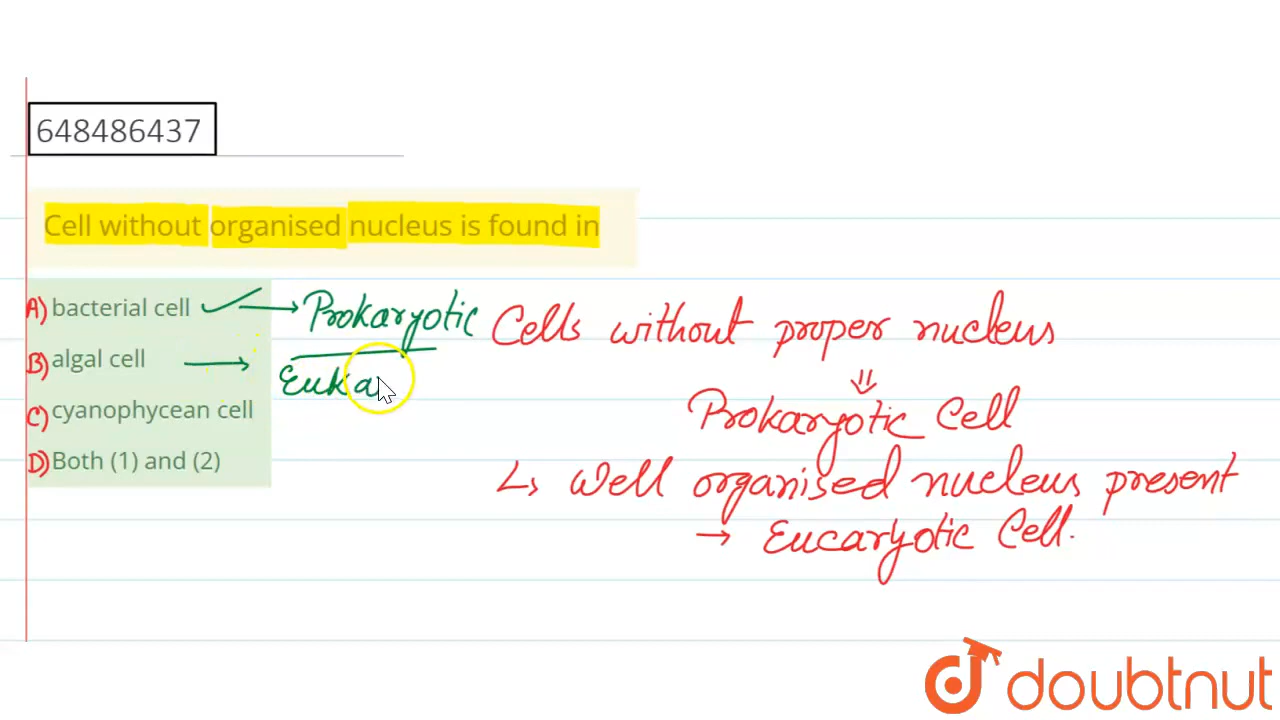 648486437
Cell without organised nucleus is found in
A) bacterial cell → Prokaryotic
B) algal cell → Euka
C) cyanophycean cell
D) Both (1) and (2)
Cells without proper nucleus
Prokaryotic Cell
↳ Well organised nucleus present
→ Eucaryotic Cell.
doubtnut